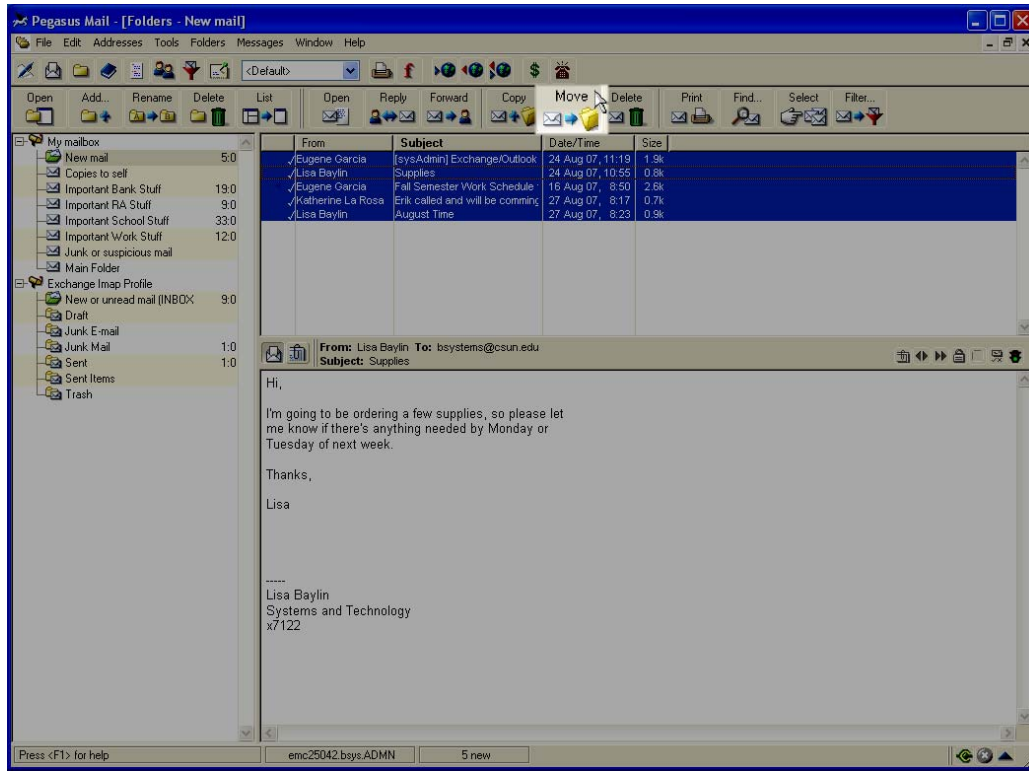 Pegasus Mail - [Folders - New mail]
File Edit Addresses Tools Folders Messages Window Help
<Default>
Open Add... Rename Delete List Open Reply Forward Copy Move Delete Print Find... Select Filter...
My mailbox
New mail 5:0
Copies to self
Important Bank Stuff 19:0
Important RA Stuff 9:0
Important School Stuff 33:0
Important Work Stuff 12:0
Junk or suspicious mail
Main Folder
Exchange Imap Profile
New or unread mail (INBOX 9:0
Draft
Junk E-mail
Junk Mail 1:0
Sent 1:0
Sent Items
Trash
From Subject Date/Time Size
Eugene Garcia [sysAdmin] Exchange/Outlook 24 Aug 07, 11:19 1.9k
Lisa Baylin Supplies 24 Aug 07, 10:55 0.8k
Eugene Garcia Fall Semester Work Schedule 16 Aug 07, 8:50 2.6k
Katherine La Rosa Erik called and will be comming 27 Aug 07, 8:17 0.7k
Lisa Baylin August Time 27 Aug 07, 8:23 0.9k
From: Lisa Baylin To: bsystems@csun.edu
Subject: Supplies
Hi,
I'm going to be ordering a few supplies, so please let
me know if there's anything needed by Monday or
Tuesday of next week.
Thanks,
Lisa
-----
Lisa Baylin
Systems and Technology
x7122
Press <F1> for help emc25042.bsys.ADMN 5 new